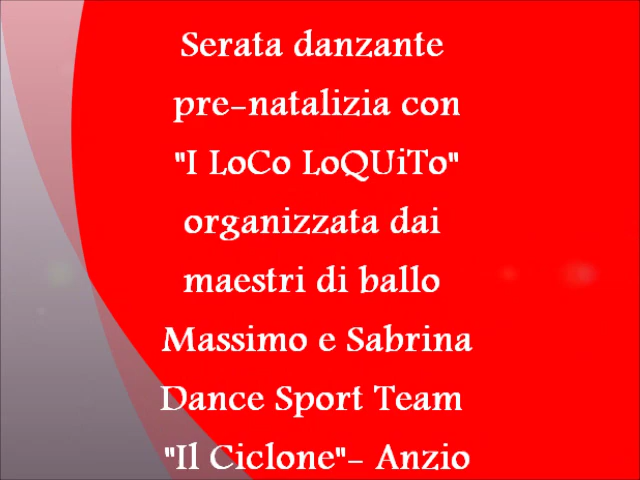 Serata danzante
pre-natalizia con
"I LoCo LoQUiTo"
organizzata dai
maestri di ballo
Massimo e Sabrina
Dance Sport Team
"Il Ciclone"- Anzio